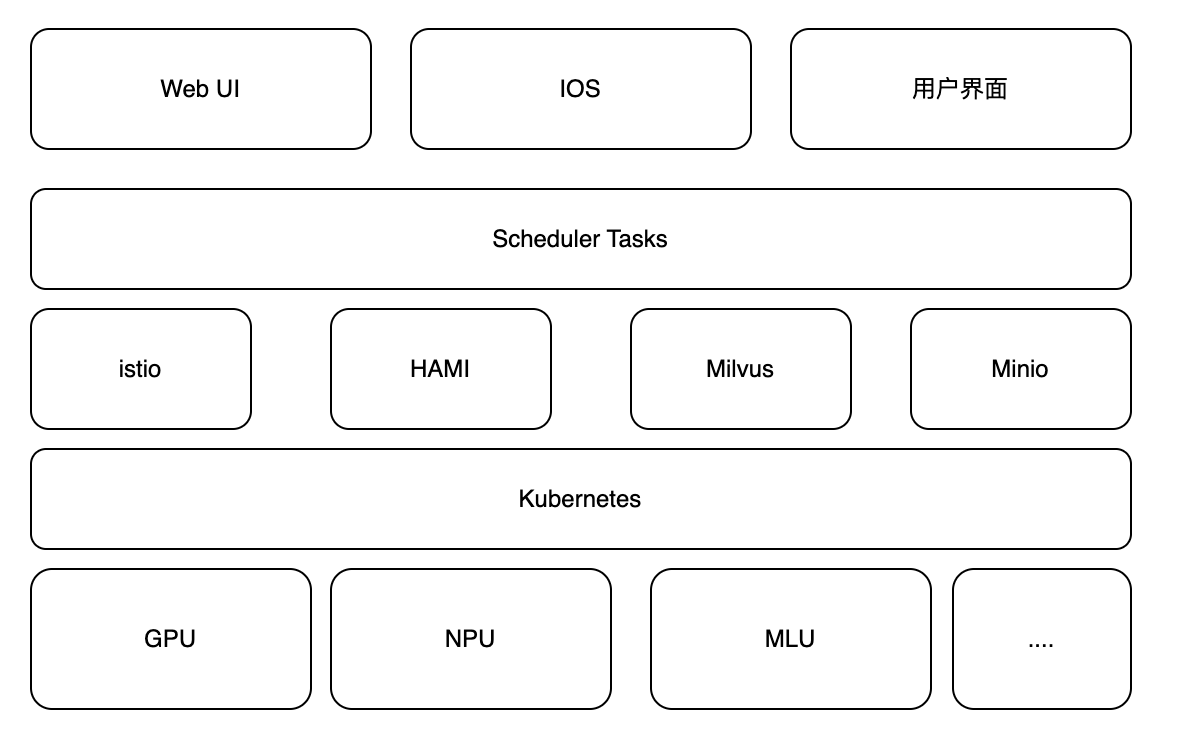 Web UI
IOS
用户界面
Scheduler Tasks
istio
HAMI
Milvus
Minio
Kubernetes
GPU
NPU
MLU
....